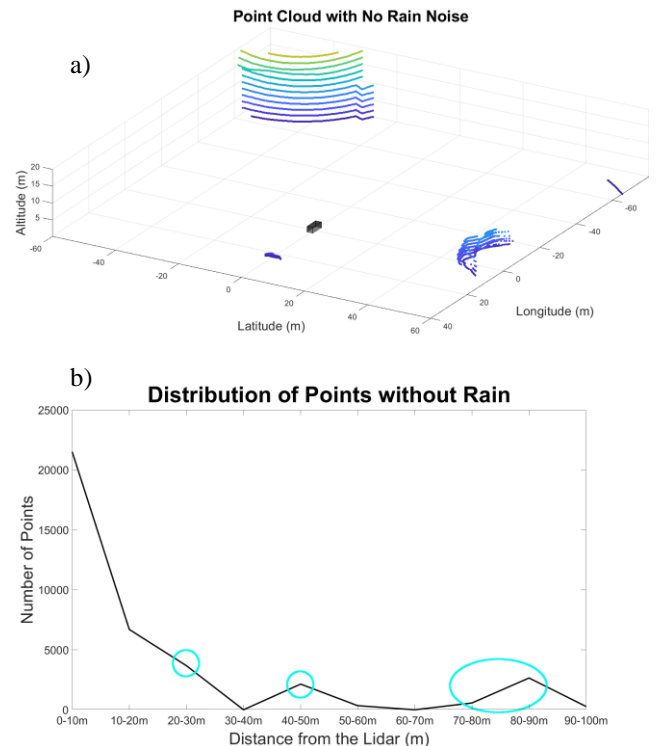 Point Cloud with No Rain Noise
a)
20
15
10
5
Altitude (m)
-60
-40
-20
0
20
40
60
Latitude (m)
40
20
0
-20
-40
-60
Longitude (m)
b)
Distribution of Points without Rain
25000
20000
15000
10000
5000
0
Number of Points
0-10m 10-20m 20-30m 30-40m 40-50m 50-60m 60-70m 70-80m 80-90m 90-100m
Distance from the Lidar (m)